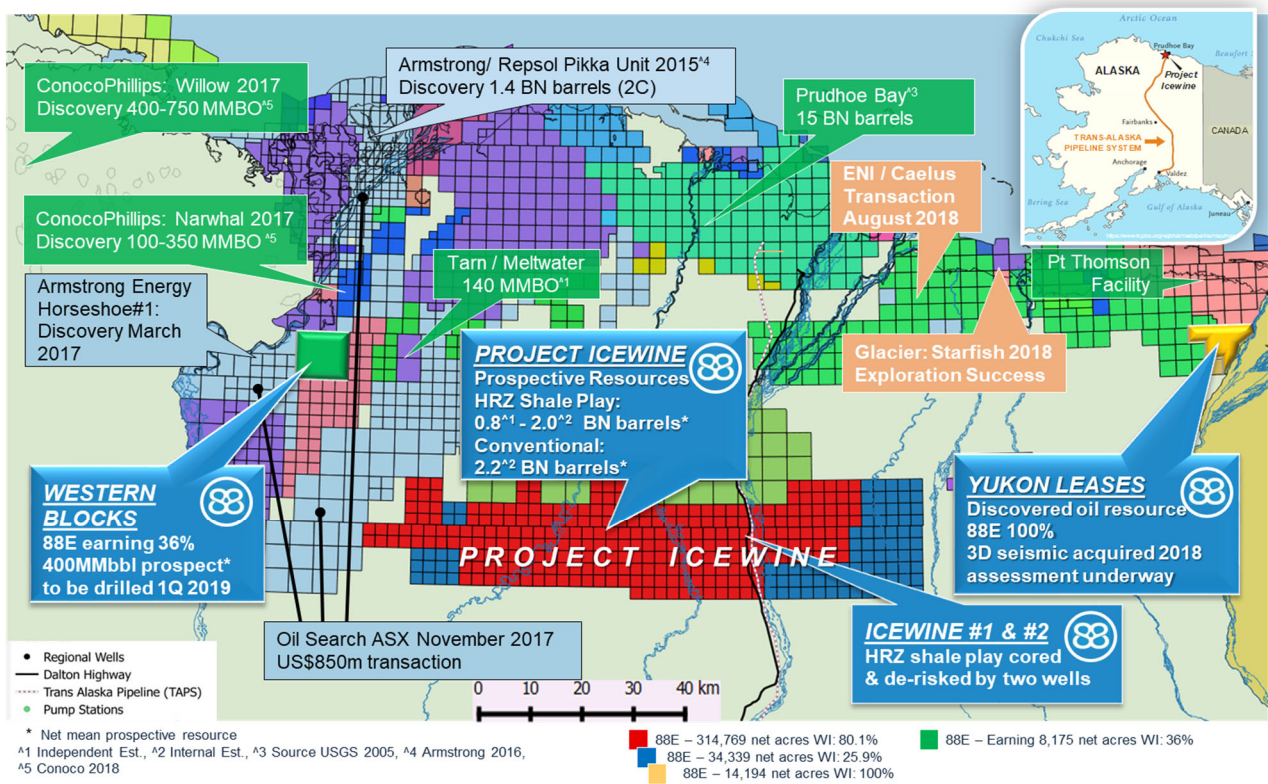 ConocoPhillips: Willow 2017
Discovery 400-750 MMBO^5
Armstrong/ Repsol Pikka Unit 2015^4
Discovery 1.4 BN barrels (2C)
Prudhoe Bay^3
15 BN barrels
ENI / Caelus
Transaction
August 2018
Arctic Ocean
Chukchi Sea
Beaufort Sea
Prudhoe Bay
Project
Icewine
ALASKA
Fairbanks
CANADA
TRANS-ALASKA
PIPELINE SYSTEM
Anchorage
Valdez
Bering Sea
Gulf of Alaska
Juneau
ConocoPhillips: Narwhal 2017
Discovery 100-350 MMBO ^5
Tarn / Meltwater
140 MMBO^1
Pt Thomson
Facility
Armstrong Energy
Horseshoe#1:
Discovery March
2017
PROJECT ICEWINE
Prospective Resources
HRZ Shale Play:
0.8^1 - 2.0^2 BN barrels*
Conventional:
2.2^2 BN barrels*
88
Glacier: Starfish 2018
Exploration Success
WESTERN
BLOCKS
88E earning 36%
400MMbbl prospect*
to be drilled 1Q 2019
88
PROJECT ICEWINE
YUKON LEASES
Discovered oil resource
88E 100%
3D seismic acquired 2018
assessment underway
88
ICEWINE #1 & #2
HRZ shale play cored
& de-risked by two wells
88
Oil Search ASX November 2017
US$850m transaction
Regional Wells
Dalton Highway
Trans Alaska Pipeline (TAPS)
Pump Stations
0 10 20 30 40 km
* Net mean prospective resource
^1 Independent Est., ^2 Internal Est., ^3 Source USGS 2005, ^4 Armstrong 2016,
^5 Conoco 2018
88E – 314,769 net acres WI: 80.1%
88E – 34,339 net acres WI: 25.9%
88E – 14,194 net acres WI: 100%
88E – Earning 8,175 net acres WI: 36%